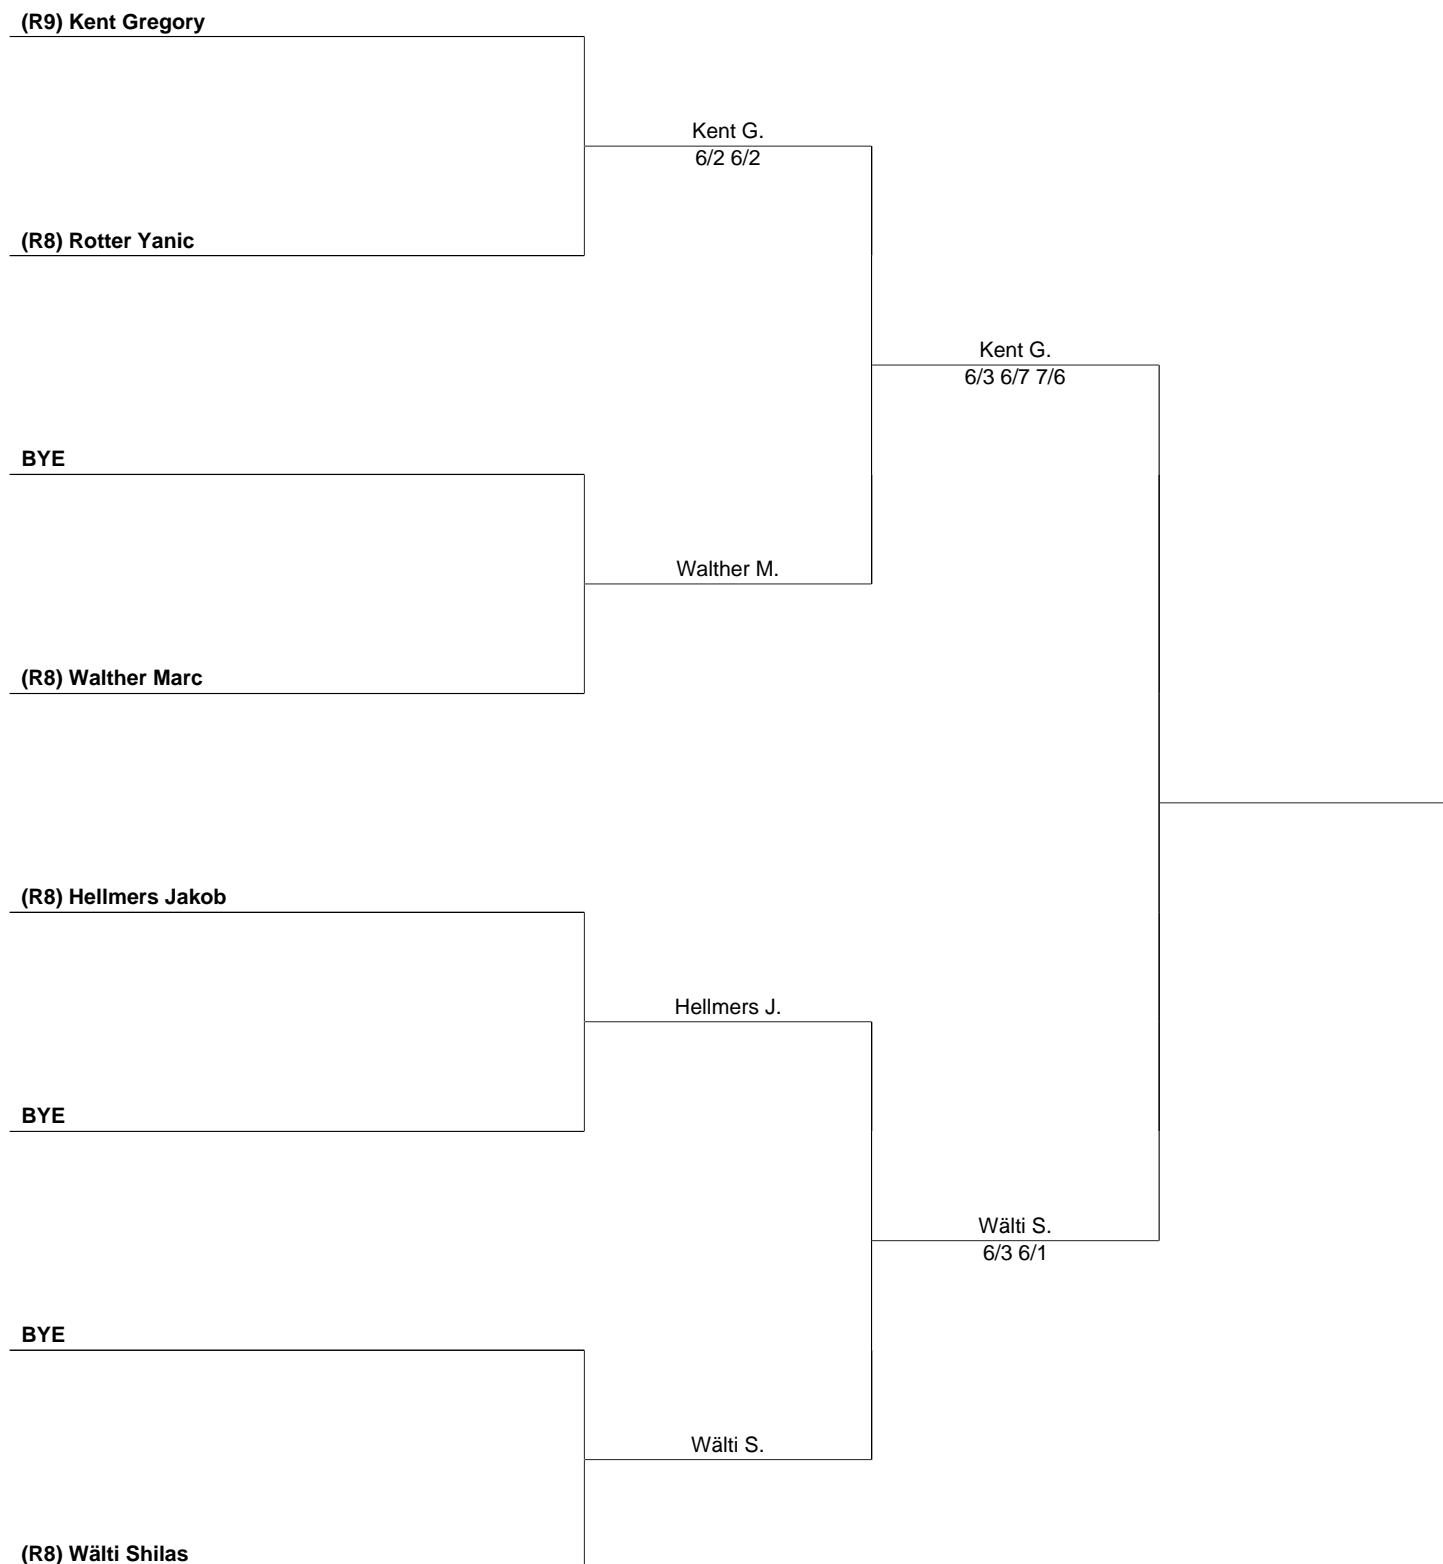 (R9) Kent Gregory
Kent G.
6/2 6/2
(R8) Rotter Yanic
Kent G.
6/3 6/7 7/6
BYE
Walther M.
(R8) Walther Marc
(R8) Hellmers Jakob
Hellmers J.
BYE
Wälti S.
6/3 6/1
BYE
Wälti S.
(R8) Wälti Shilas